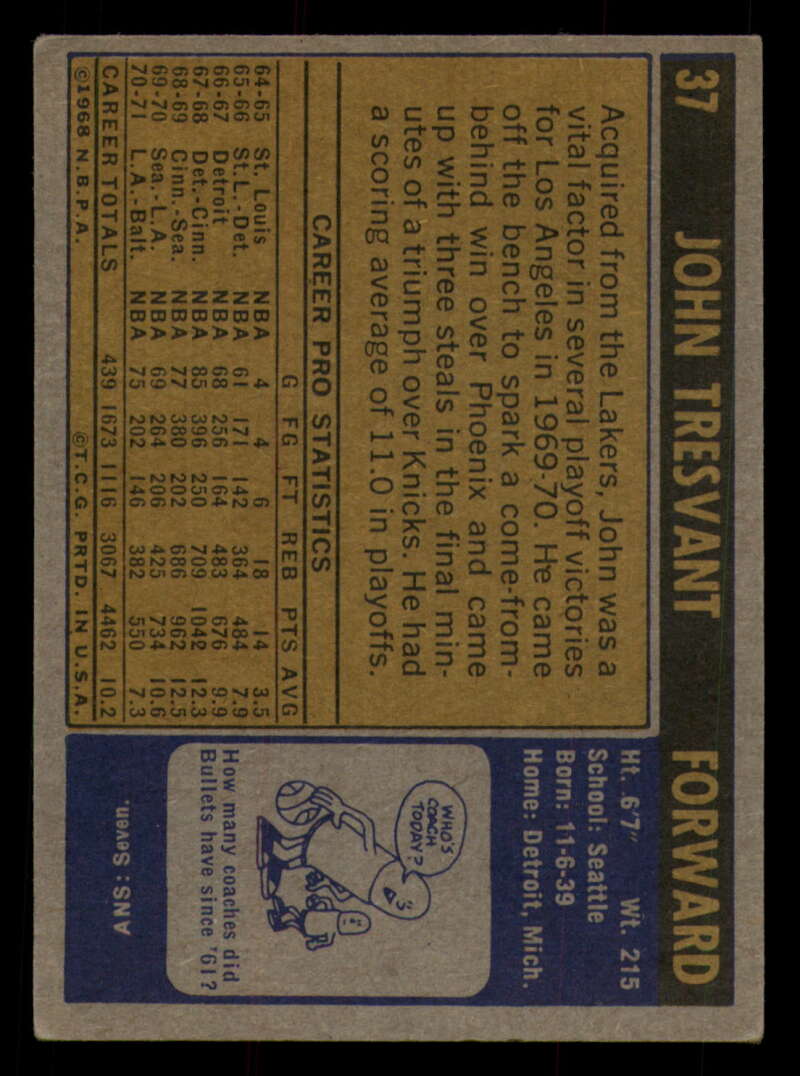 37 JOHN TRESVANT FORWARD
Acquired from the Lakers, John was a
vital factor in several playoff victories
for Los Angeles in 1969-70. He came
off the bench to spark a come-from-
behind win over Phoenix and came
up with three steals in the final min-
utes of a triumph over Knicks. He had
a scoring average of 11.0 in playoffs.
CAREER PRO STATISTICS
G FG FT REB PTS AVG
64-65 St. Louis NBA 4 4 6 18 14 3.5
65-66 St.L.-Det. NBA 61 171 142 364 484 7.9
66-67 Detroit NBA 68 256 164 483 676 9.9
67-68 Det.-Cinn. NBA 85 396 250 709 1042 12.3
68-69 Cinn.-Sea. NBA 77 380 202 686 962 12.5
69-70 Sea.-L.A. NBA 69 264 206 425 734 10.6
70-71 L.A.-Balt. NBA 75 202 146 382 550 7.3
CAREER TOTALS 439 1673 1116 3067 4462 10.2
©1968 N.B.P.A. ©T.C.G. PRTD. IN U.S.A.
Ht. 6'7" Wt. 215
School: Seattle
Born: 11-6-39
Home: Detroit, Mich.
WHO'S
COACH
TODAY?
How many coaches did
Bullets have since '61?
ANS: Seven.